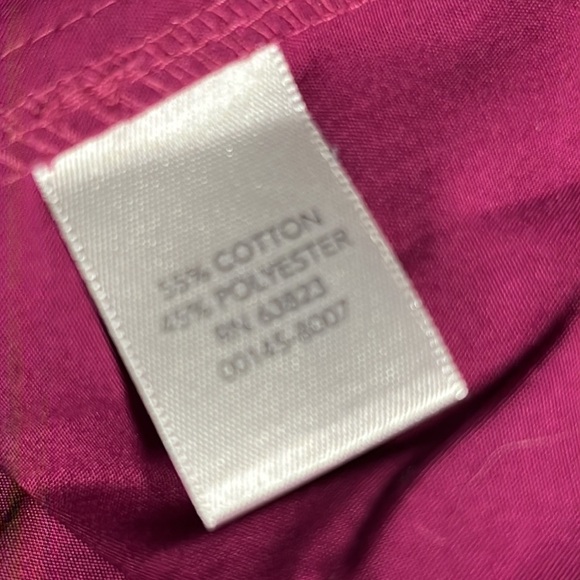 55% COTTON
45% POLYESTER
RN 63823
00145-8007